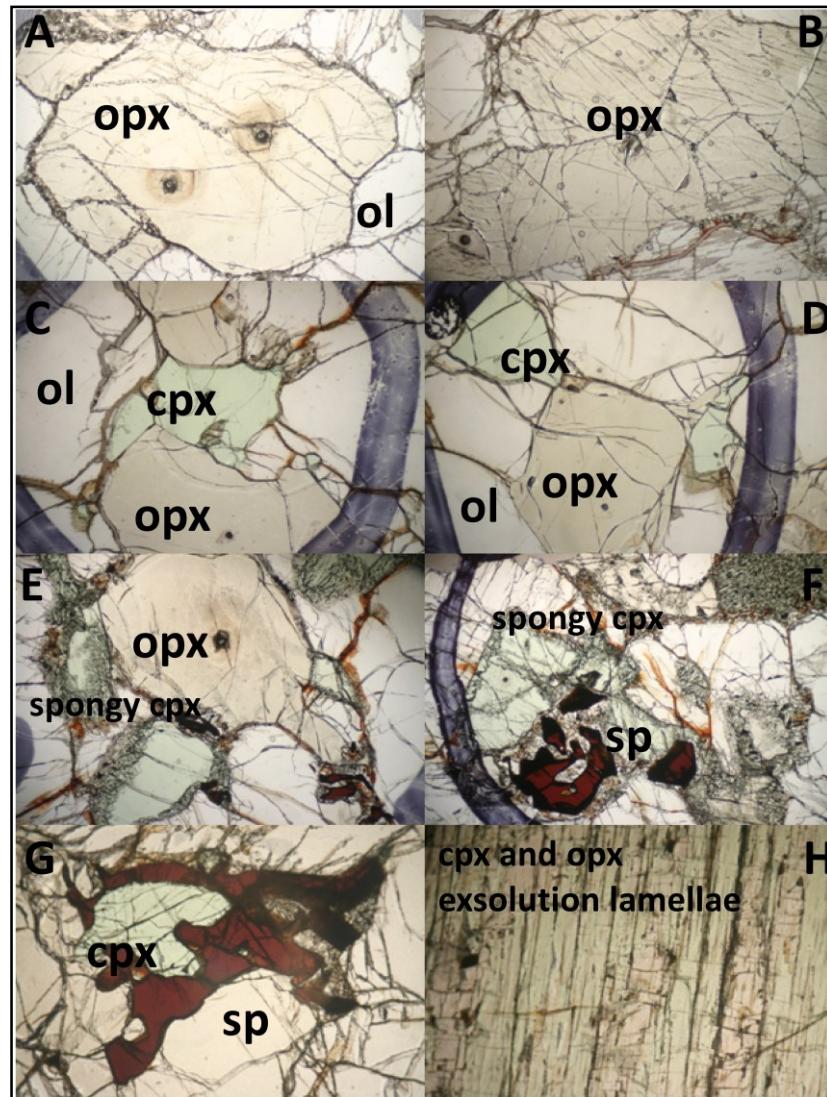 A
opx
ol
B
opx
C
ol
cpx
opx
D
cpx
ol
opx
E
opx
spongy cpx
F
spongy cpx
sp
G
cpx
sp
cpx and opx
exsolution lamellae
H